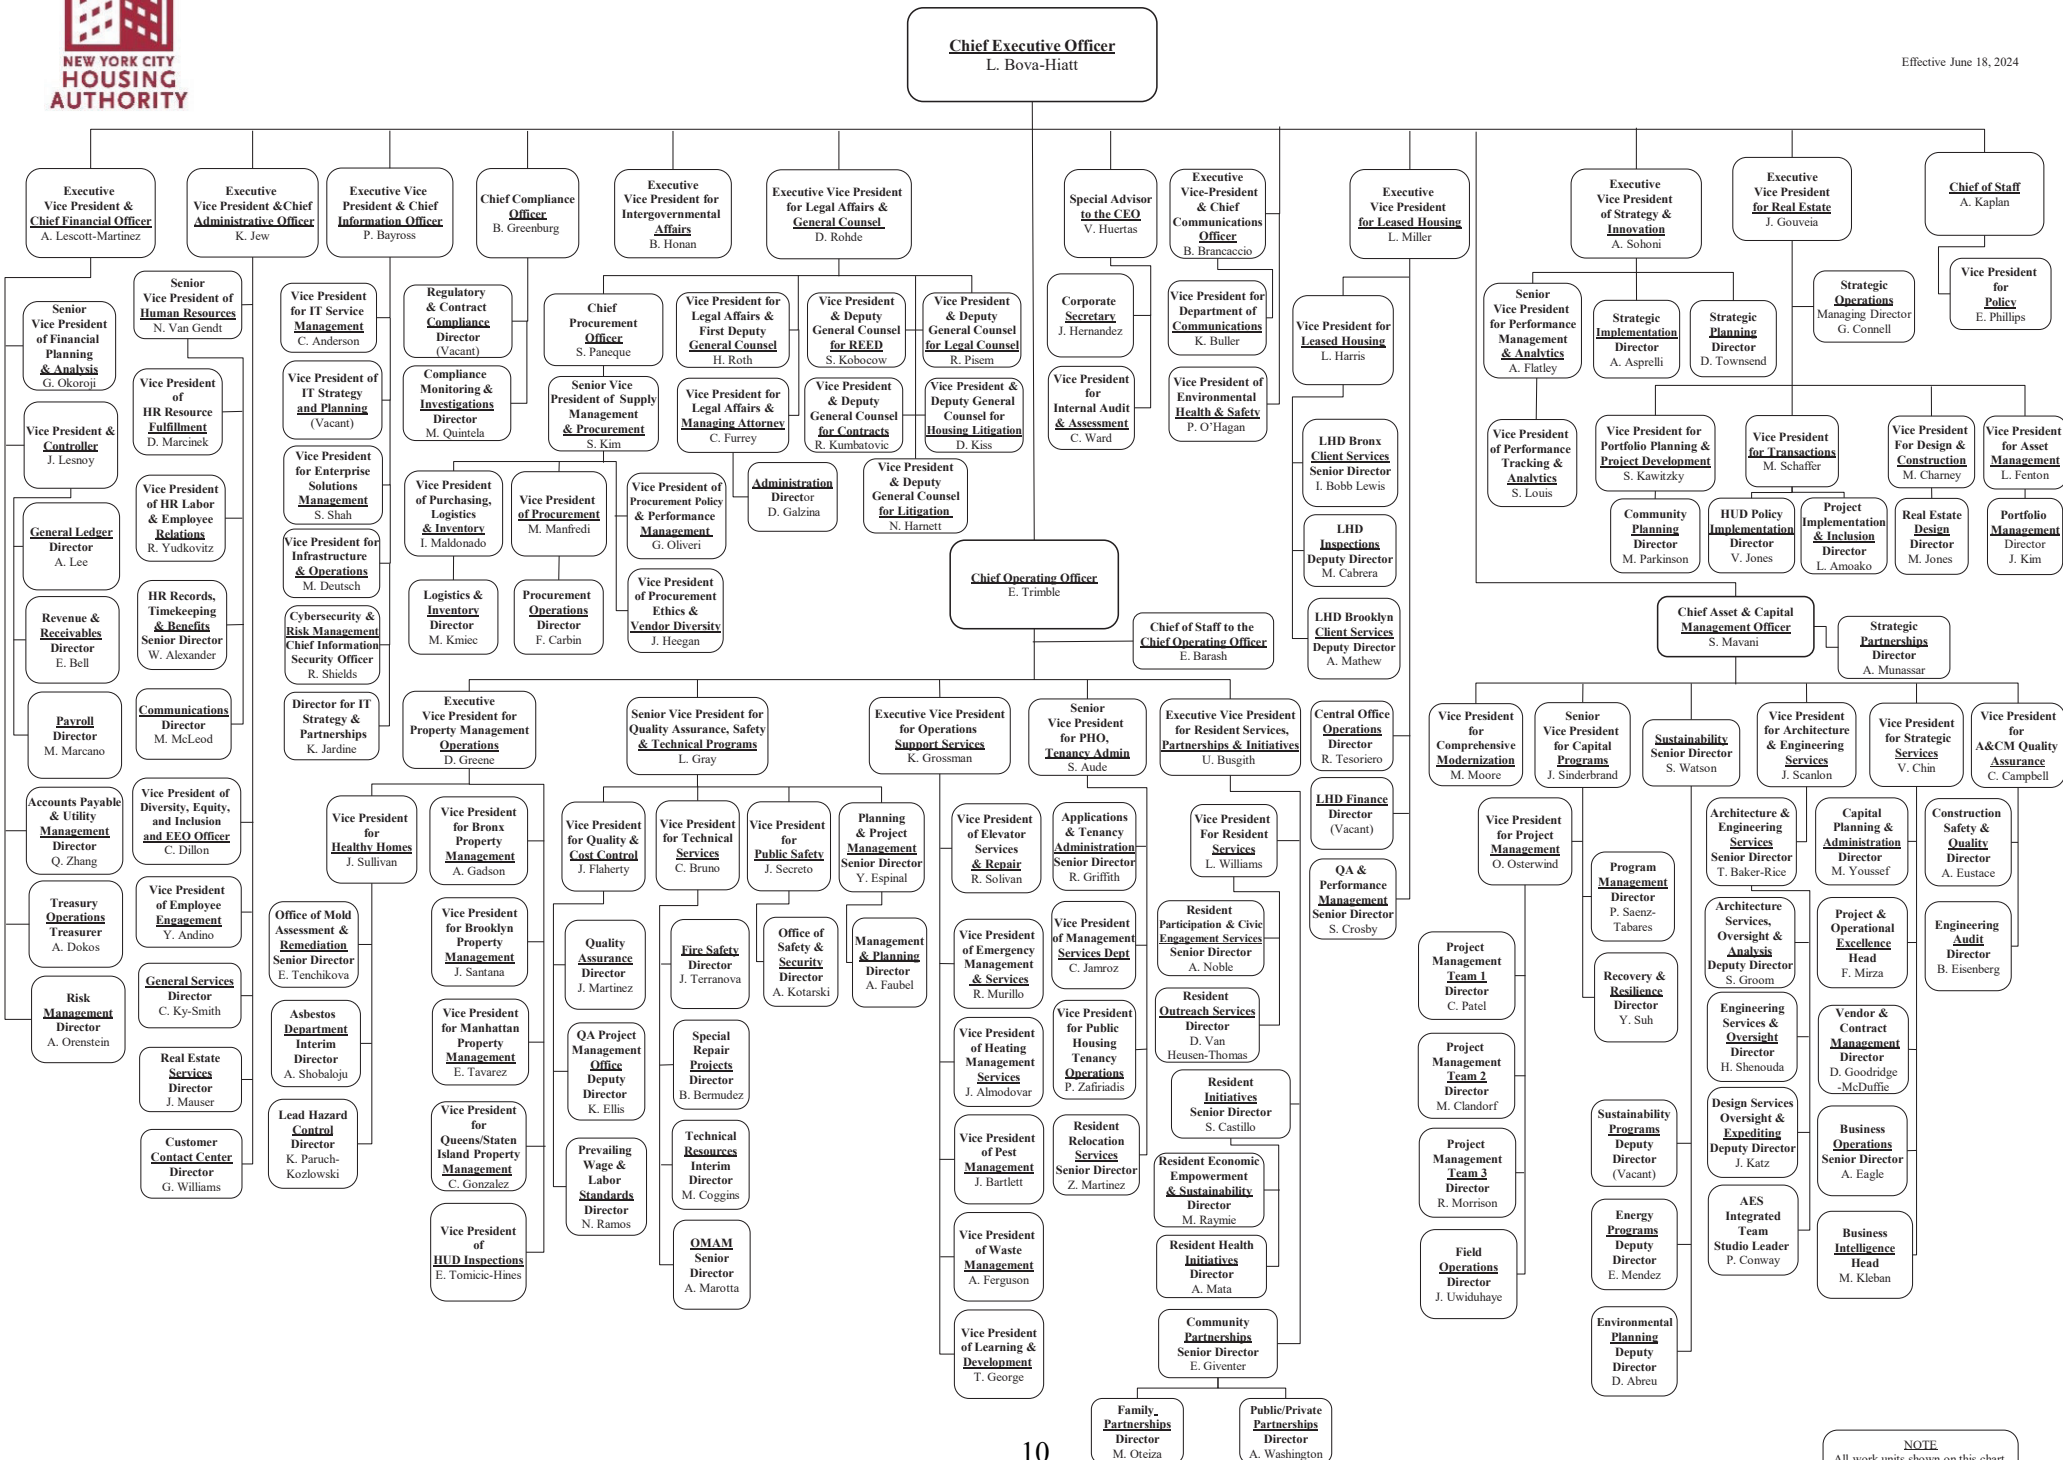 NEW YORK CITY
HOUSING
AUTHORITY
Chief Executive Officer
L. Bova-Hiatt
Effective June 18, 2024
Executive
Vice President &
Chief Financial Officer
A. Lescott-Martinez
Executive
Vice President &Chief
Administrative Officer
K. Jew
Executive Vice
President & Chief
Information Officer
P. Bayross
Chief Compliance
Officer
B. Greenburg
Executive
Vice President for
Intergovernmental
Affairs
B. Honan
Executive Vice President
for Legal Affairs &
General Counsel
D. Rohde
Special Advisor
to the CEO
V. Huertas
Executive
Vice-President
& Chief
Communications
Officer
B. Brancaccio
Executive
Vice President
for Leased Housing
L. Miller
Executive
Vice President
of Strategy &
Innovation
A. Sohoni
Executive
Vice President
for Real Estate
J. Gouveia
Chief of Staff
A. Kaplan
Senior
Vice President
of Financial
Planning
& Analysis
G. Okoroji
Vice President &
Controller
J. Lesnoy
General Ledger
Director
A. Lee
Revenue &
Receivables
Director
E. Bell
Payroll
Director
M. Marcano
Accounts Payable
& Utility
Management
Director
Q. Zhang
Treasury
Operations
Treasurer
A. Dokos
Risk
Management
Director
A. Orenstein
Senior
Vice President of
Human Resources
N. Van Gendt
Vice President
of
HR Resource
Fulfillment
D. Marcinek
Vice President
of HR Labor
& Employee
Relations
R. Yudkovitz
HR Records,
Timekeeping
& Benefits
Senior Director
W. Alexander
Communications
Director
M. McLeod
Vice President of
Diversity, Equity,
and Inclusion
and EEO Officer
C. Dillon
Vice President
of Employee
Engagement
Y. Andino
General Services
Director
C. Ky-Smith
Real Estate
Services
Director
J. Mauser
Customer
Contact Center
Director
G. Williams
Vice President
for IT Service
Management
C. Anderson
Vice President of
IT Strategy
and Planning
(Vacant)
Vice President
for Enterprise
Solutions
Management
S. Shah
Vice President for
Infrastructure
& Operations
M. Deutsch
Cybersecurity &
Risk Management
Chief Information
Security Officer
R. Shields
Director for IT
Strategy &
Partnerships
K. Jardine
Regulatory
& Contract
Compliance
Director
(Vacant)
Compliance
Monitoring &
Investigations
Director
M. Quintela
Chief
Procurement
Officer
S. Paneque
Senior Vice
President of Supply
Management
& Procurement
S. Kim
Vice President
of Purchasing,
Logistics
& Inventory
I. Maldonado
Logistics &
Inventory
Director
M. Kmiec
Vice President
of Procurement
M. Manfredi
Procurement
Operations
Director
F. Carbin
Vice President of
Procurement Policy
& Performance
Management
G. Oliveri
Vice President
of Procurement
Ethics &
Vendor Diversity
J. Heegan
Vice President for
Legal Affairs &
First Deputy
General Counsel
H. Roth
Vice President for
Legal Affairs &
Managing Attorney
C. Furrey
Administration
Director
D. Galzina
Vice President
& Deputy
General Counsel
for REED
S. Kobocow
Vice President
& Deputy
General Counsel
for Contracts
R. Kumbatovic
Vice President
& Deputy
General Counsel
for Legal Counsel
R. Pisem
Vice President &
Deputy General
Counsel for
Housing Litigation
D. Kiss
Vice President
& Deputy
General Counsel
for Litigation
N. Harnett
Corporate
Secretary
J. Hernandez
Vice President
for
Internal Audit
& Assessment
C. Ward
Vice President for
Department of
Communications
K. Buller
Vice President of
Environmental
Health & Safety
P. O’Hagan
Vice President for
Leased Housing
L. Harris
LHD Bronx
Client Services
Senior Director
I. Bobb Lewis
LHD
Inspections
Deputy Director
M. Cabrera
LHD Brooklyn
Client Services
Deputy Director
A. Mathew
Central Office
Operations
Director
R. Tesoriero
LHD Finance
Director
(Vacant)
QA &
Performance
Management
Senior Director
S. Crosby
Senior
Vice President
for Performance
Management
& Analytics
A. Flatley
Vice President
of Performance
Tracking &
Analytics
S. Louis
Strategic
Implementation
Director
A. Asprelli
Strategic
Planning
Director
D. Townsend
Strategic
Operations
Managing Director
G. Connell
Vice President
for
Policy
E. Phillips
Vice President for
Portfolio Planning &
Project Development
S. Kawitzky
Community
Planning
Director
M. Parkinson
Vice President
for Transactions
M. Schaffer
HUD Policy
Implementation
Director
V. Jones
Project
Implementation
& Inclusion
Director
L. Amoako
Vice President
For Design &
Construction
M. Charney
Real Estate
Design
Director
M. Jones
Vice President
for Asset
Management
L. Fenton
Portfolio
Management
Director
J. Kim
Chief Operating Officer
E. Trimble
Chief of Staff to the
Chief Operating Officer
E. Barash
Chief Asset & Capital
Management Officer
S. Mavani
Strategic
Partnerships
Director
A. Munassar
Executive
Vice President for
Property Management
Operations
D. Greene
Vice President
for
Healthy Homes
J. Sullivan
Office of Mold
Assessment &
Remediation
Senior Director
E. Tenchikova
Asbestos
Department
Interim
Director
A. Shobaloju
Lead Hazard
Control
Director
K. Paruch-
Kozlowski
Vice President
for Bronx
Property
Management
A. Gadson
Vice President
for Brooklyn
Property
Management
J. Santana
Vice President
for Manhattan
Property
Management
E. Tavarez
Vice President
for
Queens/Staten
Island Property
Management
C. Gonzalez
Vice President
of
HUD Inspections
E. Tomicic-Hines
Senior Vice President for
Quality Assurance, Safety
& Technical Programs
L. Gray
Vice President
for Quality &
Cost Control
J. Flaherty
Quality
Assurance
Director
J. Martinez
QA Project
Management
Office
Deputy
Director
K. Ellis
Prevailing
Wage &
Labor
Standards
Director
N. Ramos
Vice President
for Technical
Services
C. Bruno
Fire Safety
Director
J. Terranova
Special
Repair
Projects
Director
B. Bermudez
Technical
Resources
Interim
Director
M. Coggins
OMAM
Senior
Director
A. Marotta
Vice President
for
Public Safety
J. Secreto
Office of
Safety &
Security
Director
A. Kotarski
Planning
& Project
Management
Senior Director
Y. Espinal
Management
& Planning
Director
A. Faubel
Executive Vice President
for Operations
Support Services
K. Grossman
Vice President
of Elevator
Services
& Repair
R. Solivan
Vice President
of Emergency
Management
& Services
R. Murillo
Vice President
of Heating
Management
Services
J. Almodovar
Vice President
of Pest
Management
J. Bartlett
Vice President
of Waste
Management
A. Ferguson
Vice President
of Learning &
Development
T. George
Senior
Vice President
for PHO,
Tenancy Admin
S. Aude
Applications
& Tenancy
Administration
Senior Director
R. Griffith
Vice President
of Management
Services Dept
C. Jamroz
Vice President
for Public
Housing
Tenancy
Operations
P. Zafiriadis
Resident
Relocation
Services
Senior Director
Z. Martinez
Executive Vice President
for Resident Services,
Partnerships & Initiatives
U. Busgith
Vice President
For Resident
Services
L. Williams
Resident
Participation & Civic
Engagement Services
Senior Director
A. Noble
Resident
Outreach Services
Director
D. Van
Heusen-Thomas
Resident
Initiatives
Senior Director
S. Castillo
Resident Economic
Empowerment
& Sustainability
Director
M. Raymie
Resident Health
Initiatives
Director
A. Mata
Community
Partnerships
Senior Director
E. Giventer
Family
Partnerships
Director
M. Oteiza
Public/Private
Partnerships
Director
A. Washington
Vice President
for
Comprehensive
Modernization
M. Moore
Senior
Vice President
for Capital
Programs
J. Sinderbrand
Vice President
for Project
Management
O. Osterwind
Project
Management
Team 1
Director
C. Patel
Project
Management
Team 2
Director
M. Clandorf
Project
Management
Team 3
Director
R. Morrison
Field
Operations
Director
J. Uwiduhaye
Program
Management
Director
P. Saenz-
Tabares
Recovery &
Resilience
Director
Y. Suh
Sustainability
Senior Director
S. Watson
Sustainability
Programs
Deputy
Director
(Vacant)
Energy
Programs
Deputy
Director
E. Mendez
Environmental
Planning
Deputy
Director
D. Abreu
Vice President
for Architecture
& Engineering
Services
J. Scanlon
Architecture &
Engineering
Services
Senior Director
T. Baker-Rice
Architecture
Services,
Oversight &
Analysis
Deputy Director
S. Groom
Engineering
Services &
Oversight
Director
H. Shenouda
Design Services
Oversight &
Expediting
Deputy Director
J. Katz
AES
Integrated
Team
Studio Leader
P. Conway
Vice President
for Strategic
Services
V. Chin
Capital
Planning &
Administration
Director
M. Youssef
Project &
Operational
Excellence
Head
F. Mirza
Vendor &
Contract
Management
Director
D. Goodridge
-McDuffie
Business
Operations
Senior Director
A. Eagle
Business
Intelligence
Head
M. Kleban
Vice President
for
A&CM Quality
Assurance
C. Campbell
Construction
Safety &
Quality
Director
A. Eustace
Engineering
Audit
Director
B. Eisenberg
10
NOTE
All work units shown on this chart